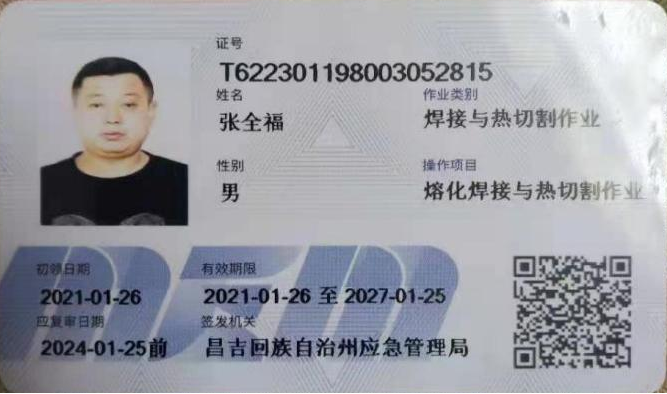 证号
T622301198003052815
姓名
作业类别
张全福
焊接与热切割作业
性别
操作项目
男
熔化焊接与热切割作业
初领日期
有效期限
2021-01-26
2021-01-26 至 2027-01-25
应复审日期
签发机关
2024-01-25前
昌吉回族自治州应急管理局